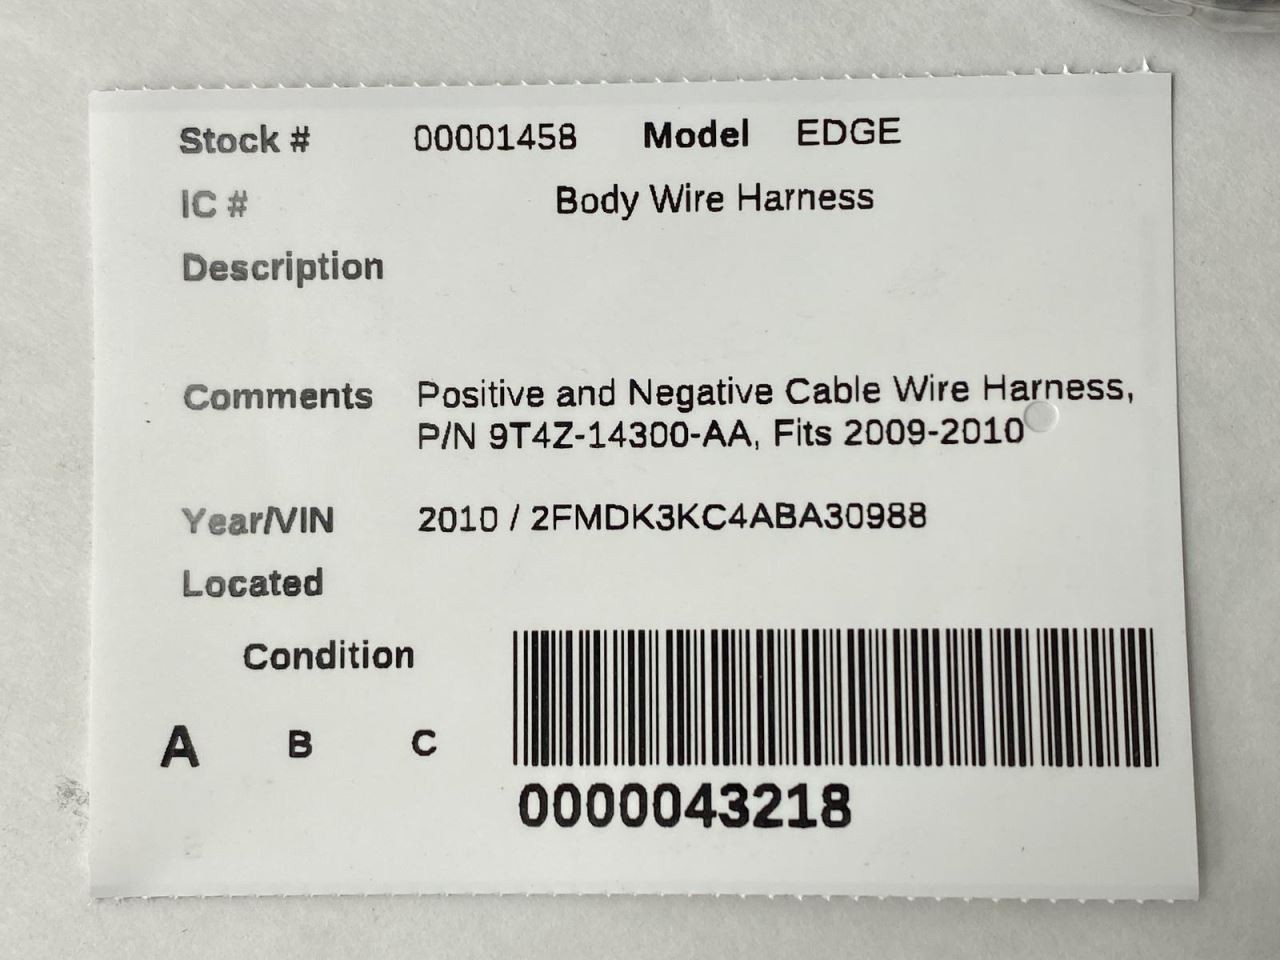 Stock # 00001458 Model EDGE
IC # Body Wire Harness
Description
Comments Positive and Negative Cable Wire Harness,
P/N 9T4Z-14300-AA, Fits 2009-2010
Year/VIN 2010 / 2FMDK3KC4ABA30988
Located
Condition
A B C
0000043218